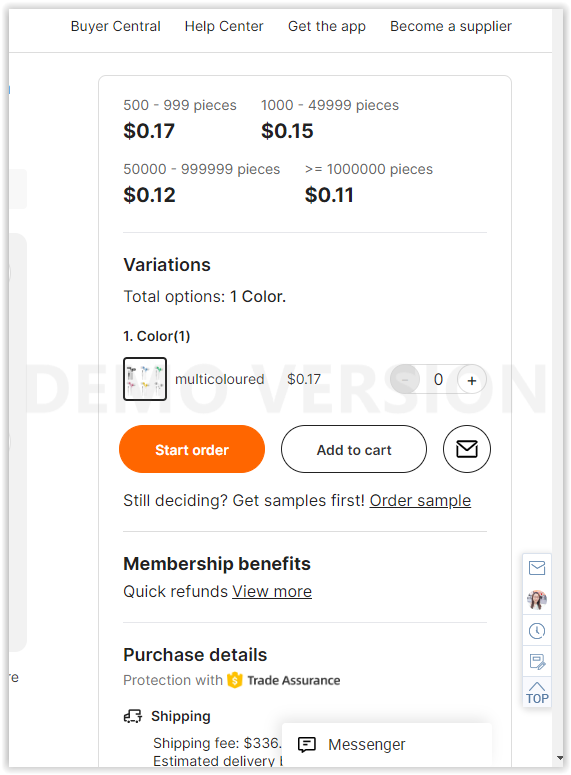 Buyer Central Help Center Get the app Become a supplier
500 - 999 pieces 1000 - 49999 pieces
$0.17 $0.15
50000 - 999999 pieces >= 1000000 pieces
$0.12 $0.11
Variations
Total options: 1 Color.
1. Color(1)
multicoloured $0.17 - 0 +
DEMO VERSION
Start order Add to cart
Still deciding? Get samples first! Order sample
Membership benefits
Quick refunds View more
Purchase details
Protection with $ Trade Assurance
TOP
re
Shipping
Shipping fee: $336.
Messenger
Estimated delivery